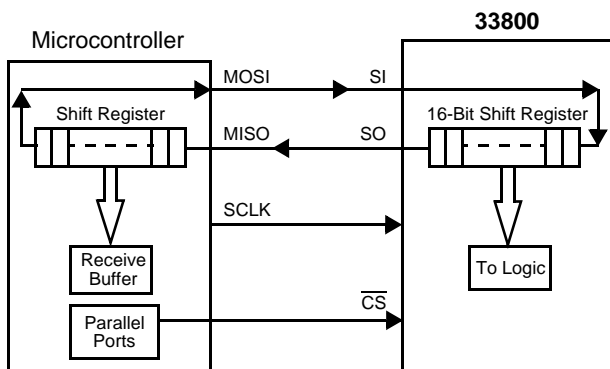 33800
Microcontroller
MOSI
SI
Shift Register
16-Bit Shift Register
MISO
SO
SCLK
Receive
Buffer
To Logic
CS
Parallel
Ports